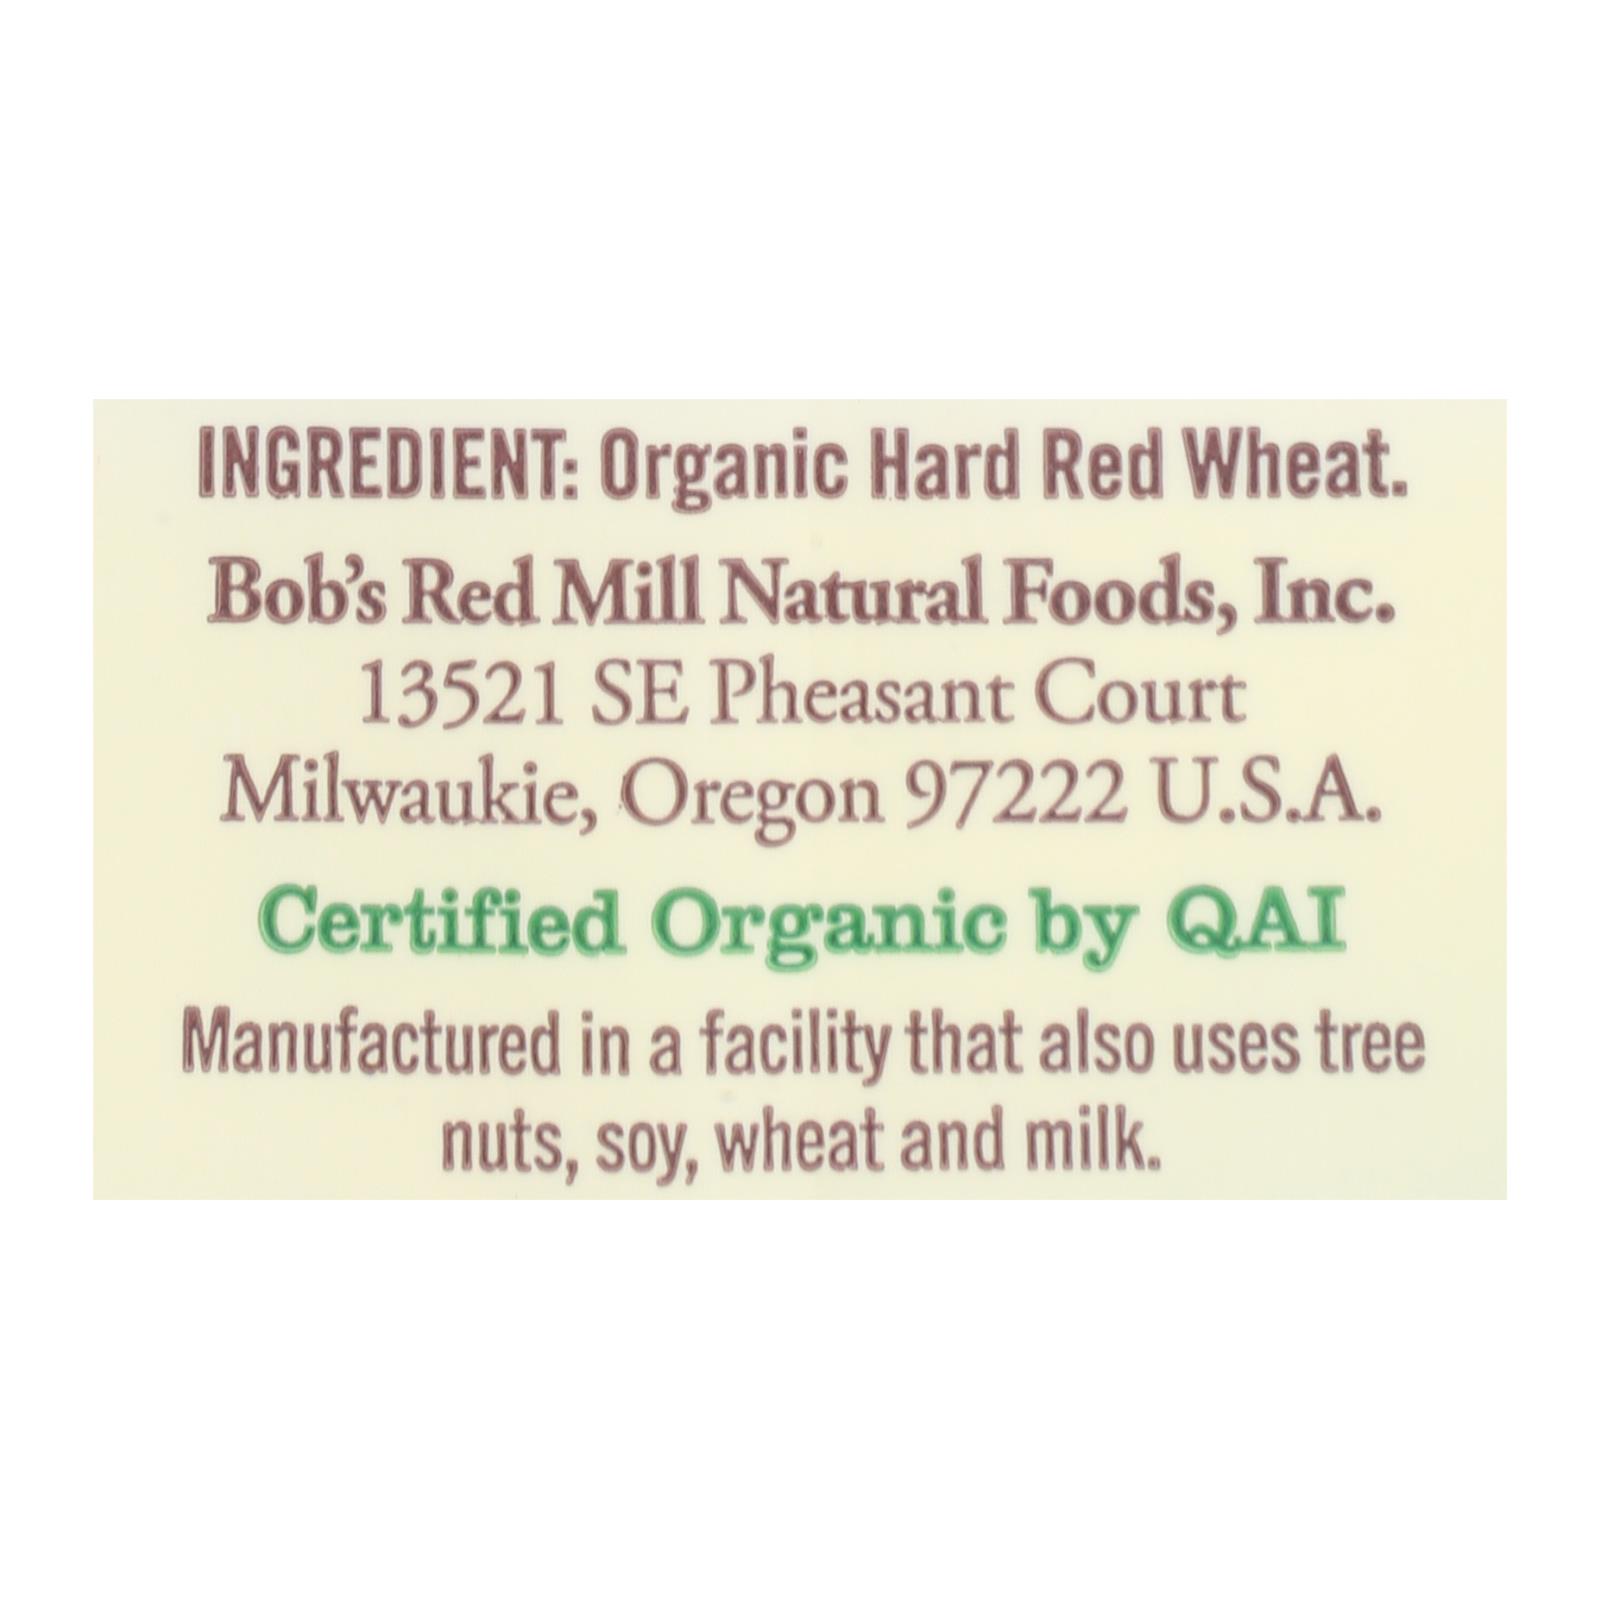 INGREDIENT: Organic Hard Red Wheat.
Bob's Red Mill Natural Foods, Inc.
13521 SE Pheasant Court
Milwaukie, Oregon 97222 U.S.A.
Certified Organic by QAI
Manufactured in a facility that also uses tree
nuts, soy, wheat and milk.